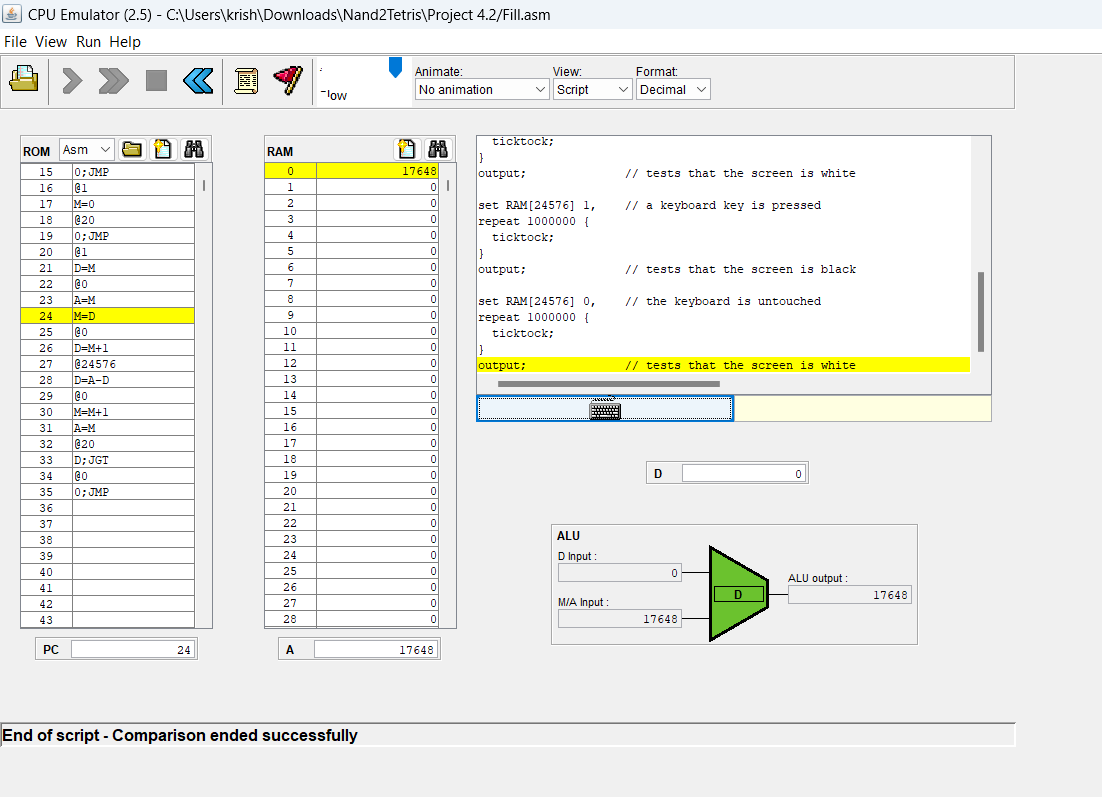 CPU Emulator (2.5) - C:\Users\krish\Downloads\Nand2Tetris\Project 4.2/Fill.asm
File View Run Help
Animate: View: Format:
No animation Script Decimal
ROM Asm
15 0;JMP
16 @1
17 M=0
18 @20
19 0;JMP
20 @1
21 D=M
22 @0
23 A=M
24 M=D
25 @0
26 D=M+1
27 @24576
28 D=A-D
29 @0
30 M=M+1
31 A=M
32 @20
33 D;JGT
34 @0
35 0;JMP
36
37
38
39
40
41
42
43
PC 24
RAM
0 17648
1 0
2 0
3 0
4 0
5 0
6 0
7 0
8 0
9 0
10 0
11 0
12 0
13 0
14 0
15 0
16 0
17 0
18 0
19 0
20 0
21 0
22 0
23 0
24 0
25 0
26 0
27 0
28 0
A 17648
ticktock;
}
output; // tests that the screen is white
set RAM[24576] 1, // a keyboard key is pressed
repeat 1000000 {
ticktock;
}
output; // tests that the screen is black
set RAM[24576] 0, // the keyboard is untouched
repeat 1000000 {
ticktock;
}
output; // tests that the screen is white
D 0
ALU
D Input :
0
M/A Input :
17648
D
ALU output :
17648
End of script - Comparison ended successfully